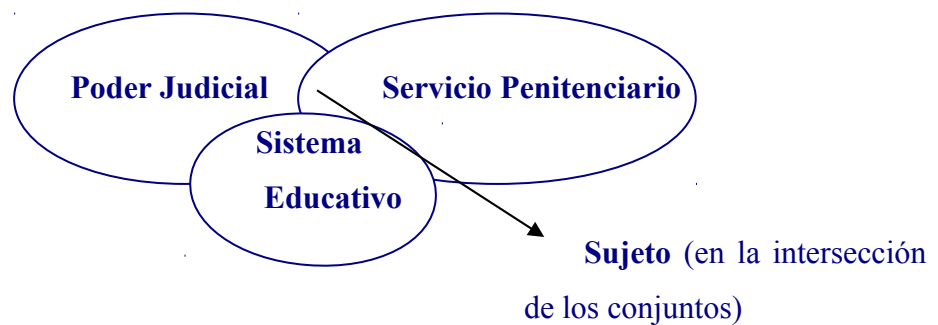 Poder Judicial
Servicio Penitenciario
Sistema
Educativo
Sujeto (en la intersección
de los conjuntos)